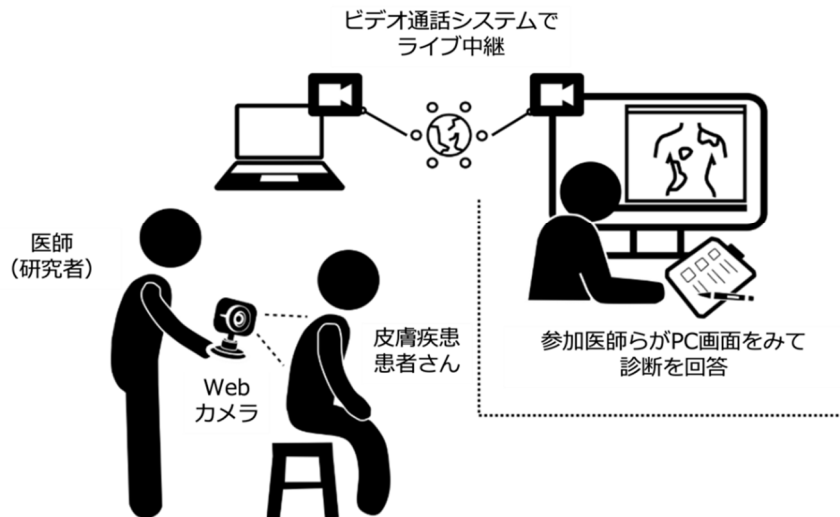 ビデオ通話システムで
ライブ中継
医師
（研究者）
Web
カメラ
皮膚疾患
患者さん
参加医師らがPC画面をみて
診断を回答